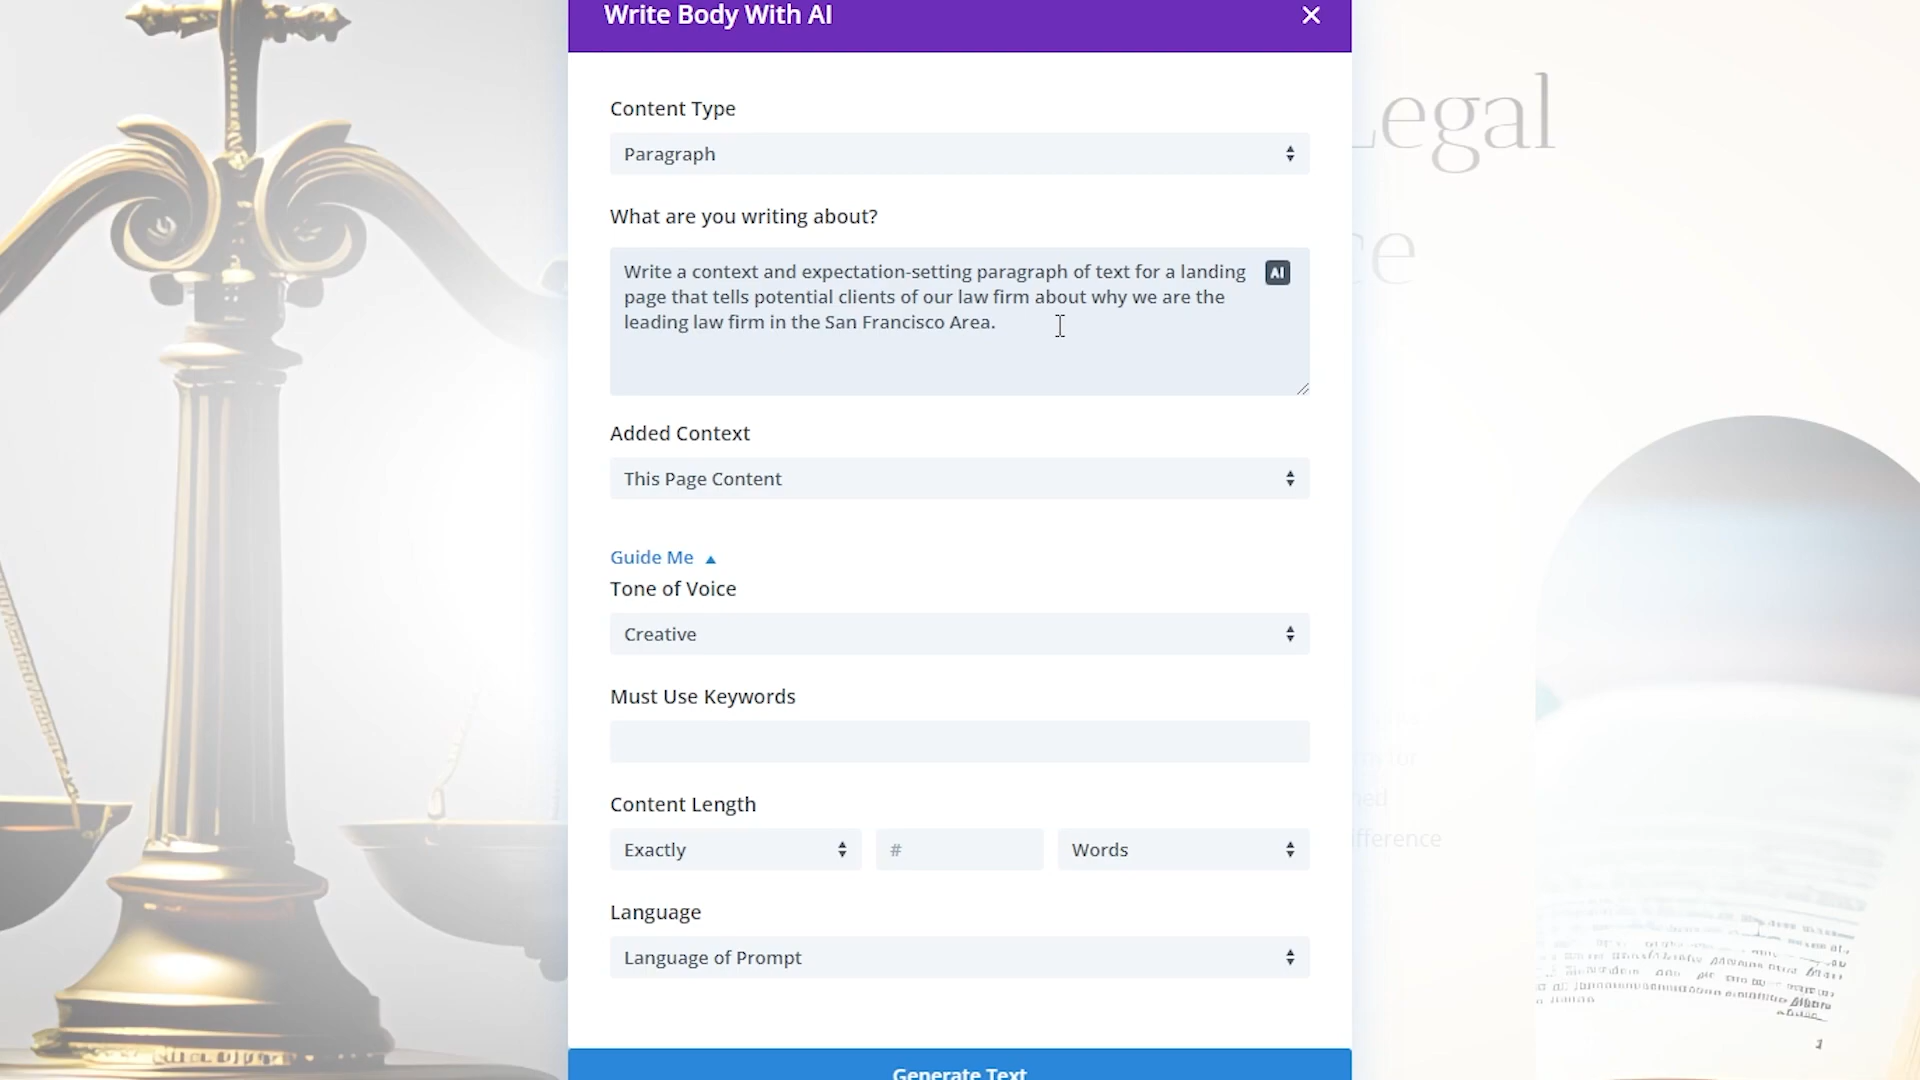 Write Body With AI
Content Type
Paragraph
What are you writing about?
Write a context and expectation-setting paragraph of text for a landing
page that tells potential clients of our law firm about why we are the
leading law firm in the San Francisco Area.
AI
Added Context
This Page Content
Guide Me
Tone of Voice
Creative
Must Use Keywords
Content Length
Exactly
#
Words
Language
Language of Prompt
Generate Text
Legal
1